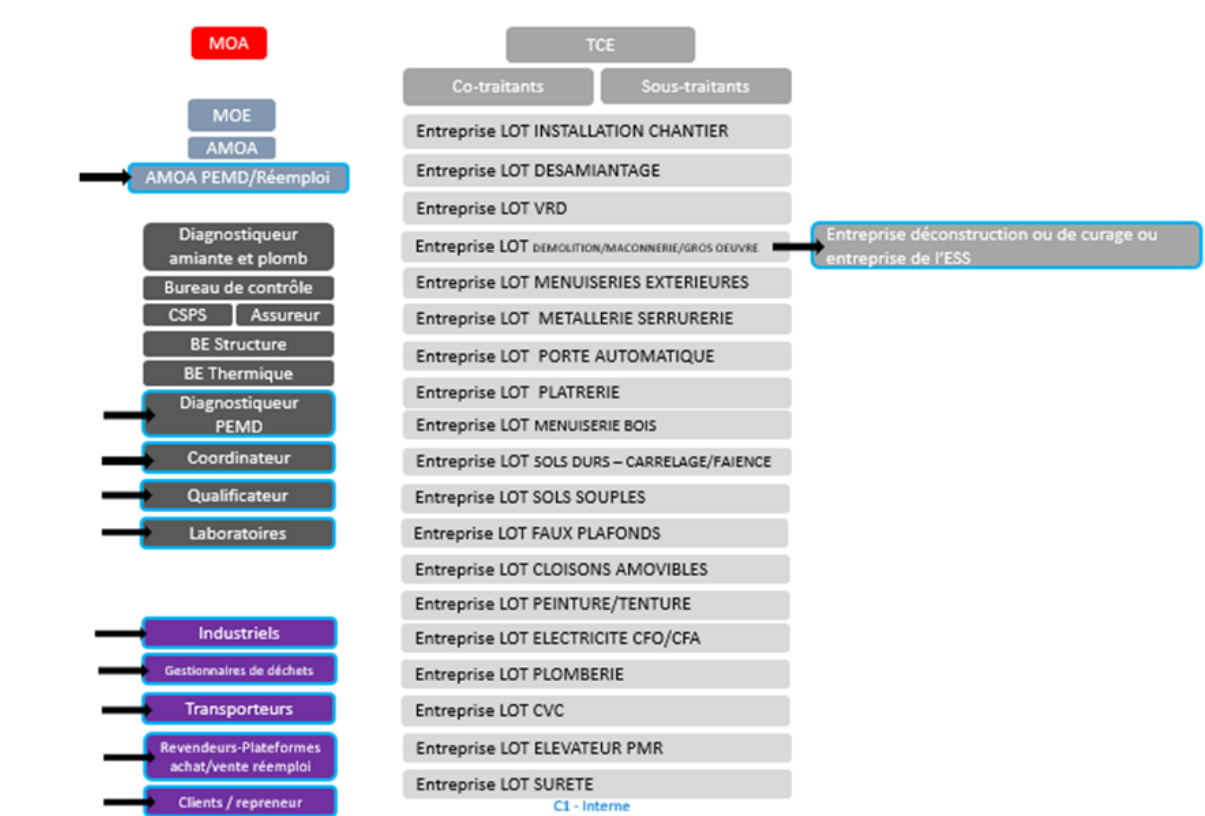 MOA
MOE
AMOA
AMOA PEMD/Réemploi
Diagnostiqueur
amiante et plomb
Bureau de contrôle
CSPS
Assureur
BE Structure
BE Thermique
Diagnostiqueur
PEMD
Coordinateur
Qualificateur
Laboratoires
Industriels
Gestionnaires de déchets
Transporteurs
Revendeurs-Plateformes
achat/vente réemploi
Clients / repreneur
TCE
Co-traitants
Sous-traitants
Entreprise LOT INSTALLATION CHANTIER
Entreprise LOT DESAMIANTAGE
Entreprise LOT VRD
Entreprise LOT DEMOLITION/MACONNERIE/GROS OEUVRE
Entreprise LOT MENUISERIES EXTERIEURES
Entreprise LOT METALLERIE SERRURERIE
Entreprise LOT PORTE AUTOMATIQUE
Entreprise LOT PLATRERIE
Entreprise LOT MENUISERIE BOIS
Entreprise LOT SOLS DURS – CARRELAGE/FAIENCE
Entreprise LOT SOLS SOUPLES
Entreprise LOT FAUX PLAFONDS
Entreprise LOT CLOISONS AMOVIBLES
Entreprise LOT PEINTURE/TENTURE
Entreprise LOT ELECTRICITE CFO/CFA
Entreprise LOT PLOMBERIE
Entreprise LOT CVC
Entreprise LOT ELEVATEUR PMR
Entreprise LOT SURETE
C1 - Interne
Entreprise déconstruction ou de curage ou
entreprise de l'ESS